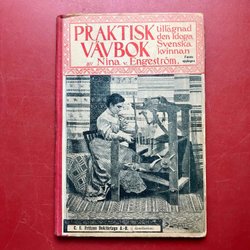 PRAKTISK
VÄVBOK
av Nina v. Engeström.
tillägnad
den idoga
Svenska
kvinnan
C. E. Fritzes Bokförlags A.-B.